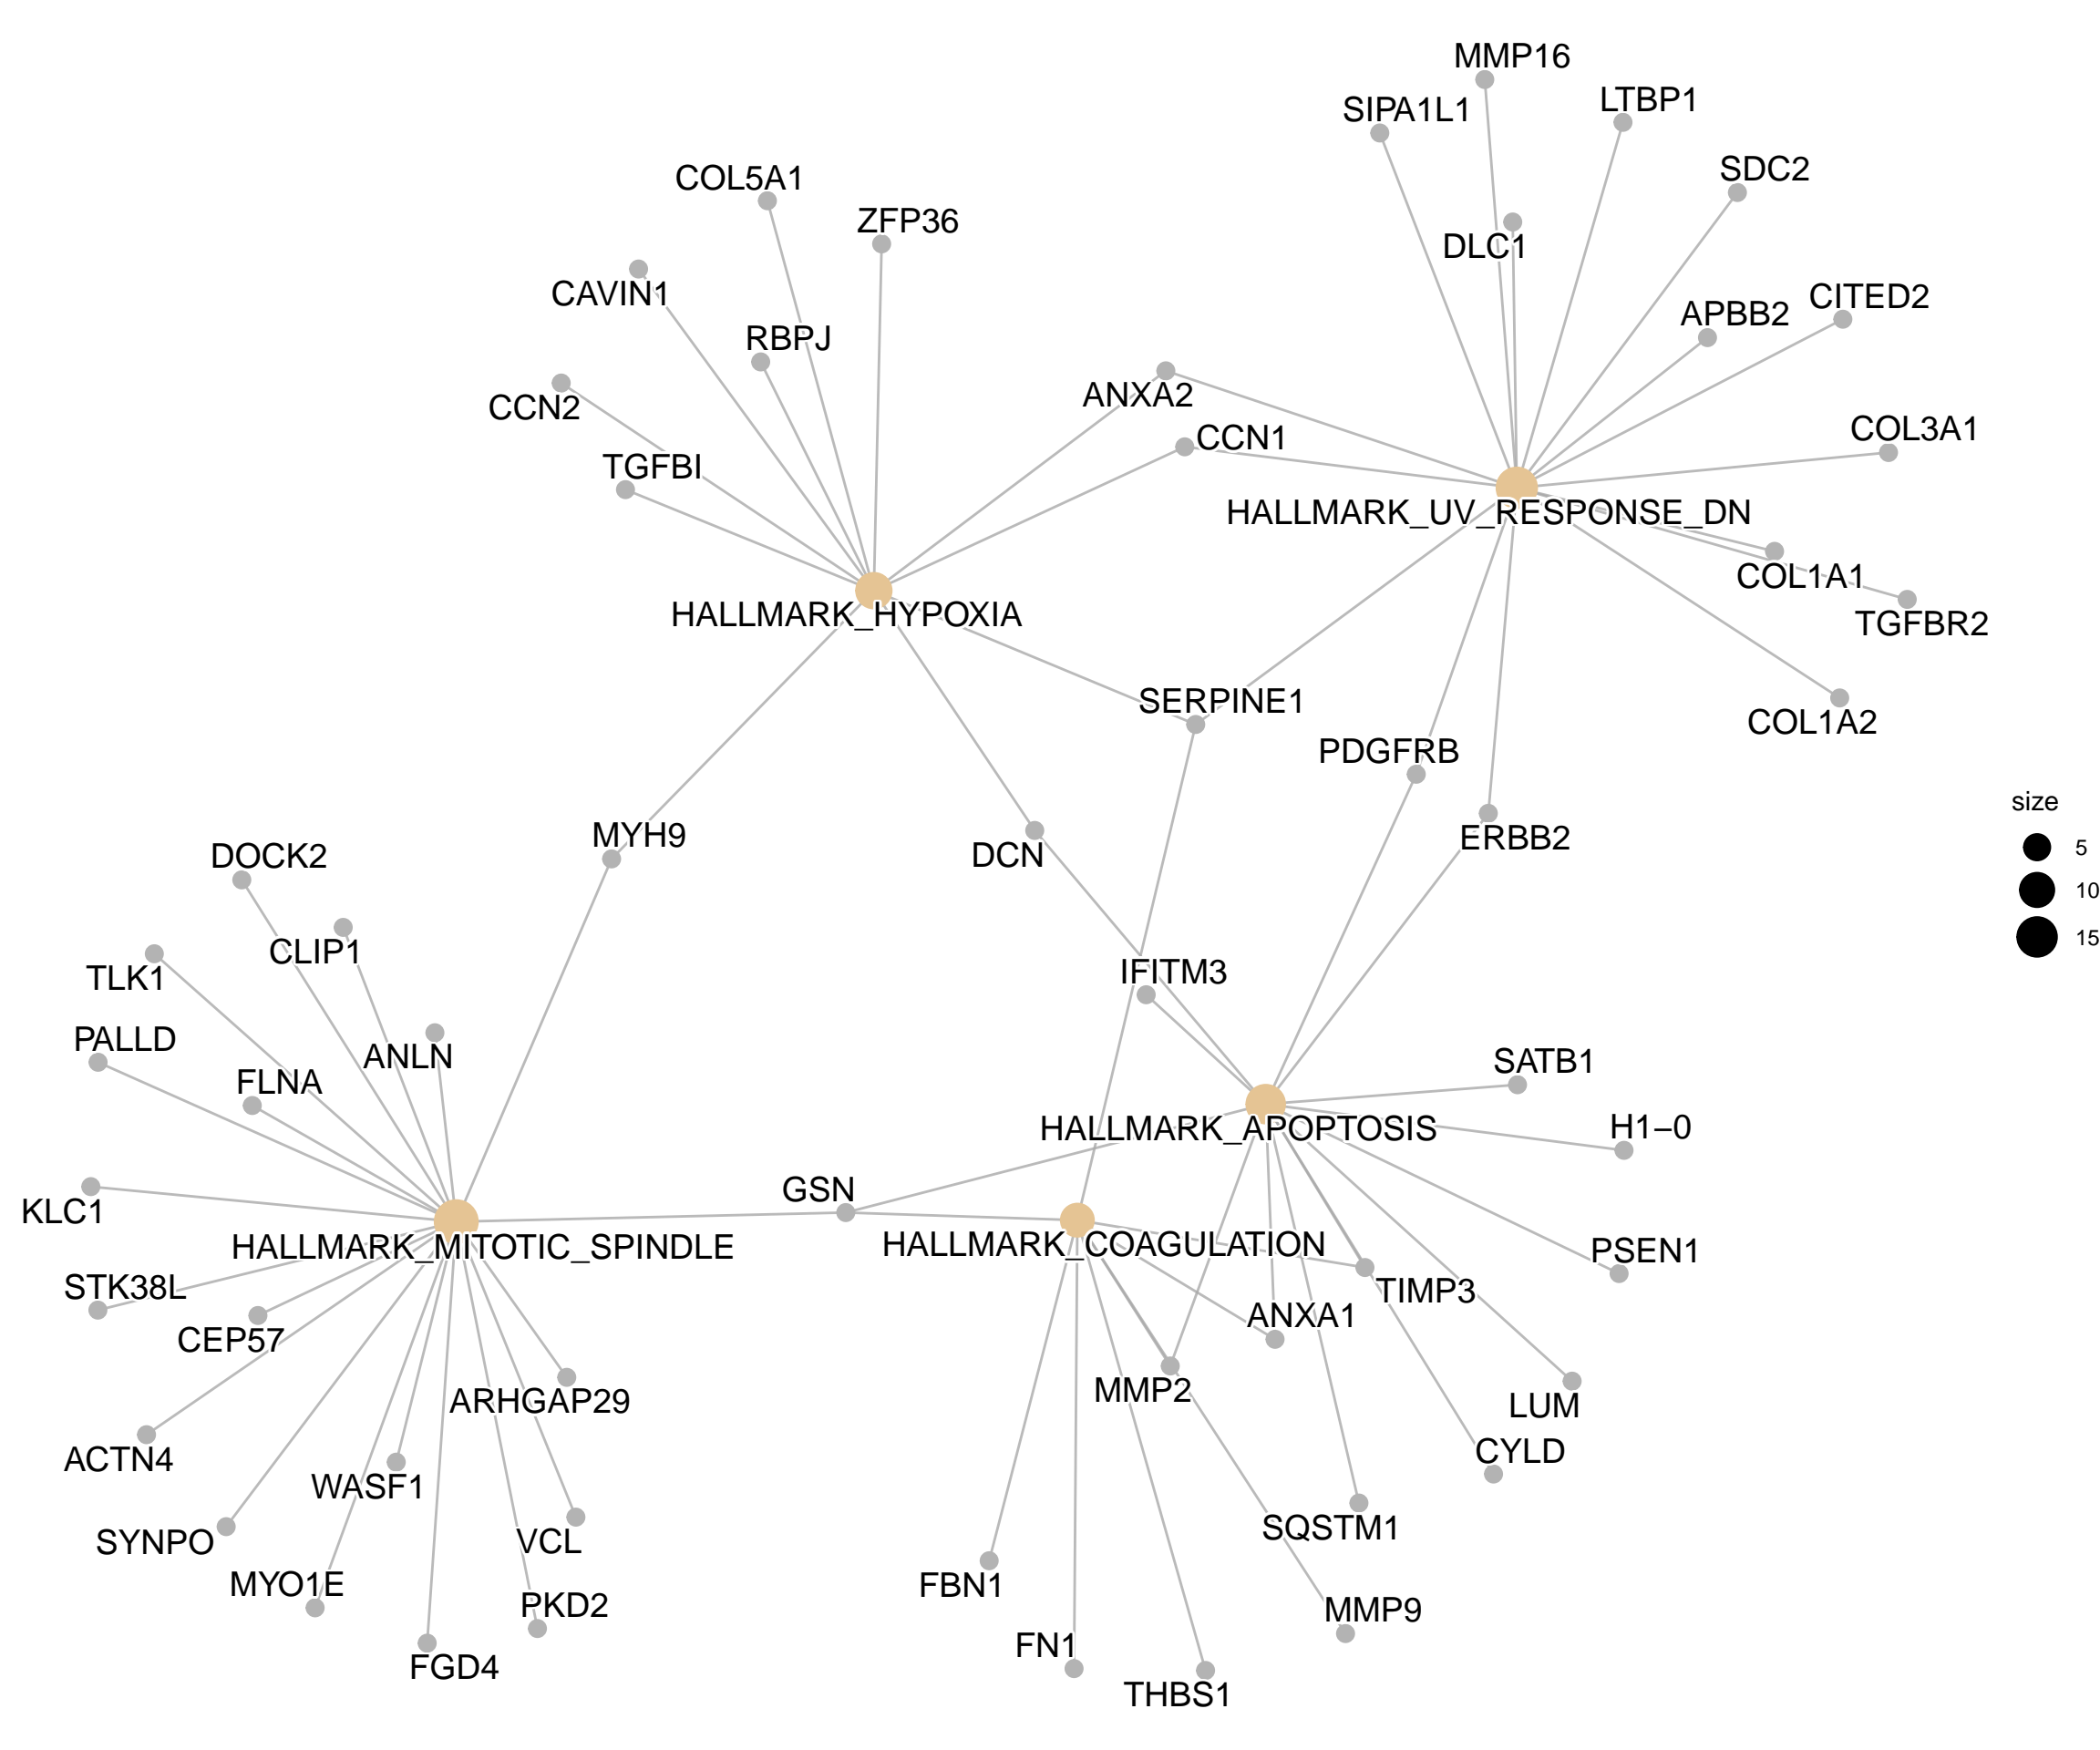 MMP16
LTBP1
SIPA1L1
SDC2
COL5A1
ZFP36
DLC1
CAVIN1
CITED2
APBB2
RBPJ
ANXA2
CCN2
COL3A1
CCN1
TGFBI
HALLMARK_UV_RESPONSE_DN
COL1A1
HALLMARK_HYPOXIA
TGFBR2
SERPINE1
COL1A2
PDGFRB
size
5
10
15
MYH9
ERBB2
DOCK2
DCN
CLIP1
IFITM3
TLK1
PALLD
ANLN
SATB1
FLNA
H1−0
HALLMARK_APOPTOSIS
GSN
KLC1
HALLMARK_MITOTIC_SPINDLE
HALLMARK_COAGULATION
PSEN1
STK38L
TIMP3
ANXA1
CEP57
MMP2
ARHGAP29
LUM
CYLD
ACTN4
WASF1
SQSTM1
SYNPO
VCL
MYO1E
FBN1
PKD2
MMP9
FN1
FGD4
THBS1